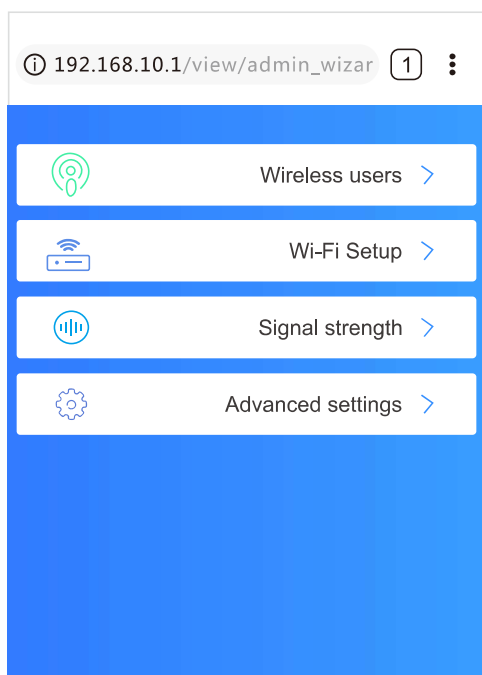 192.168.10.1/view/admin_wizar 1
Wireless users
Wi-Fi Setup
Signal strength
Advanced settings